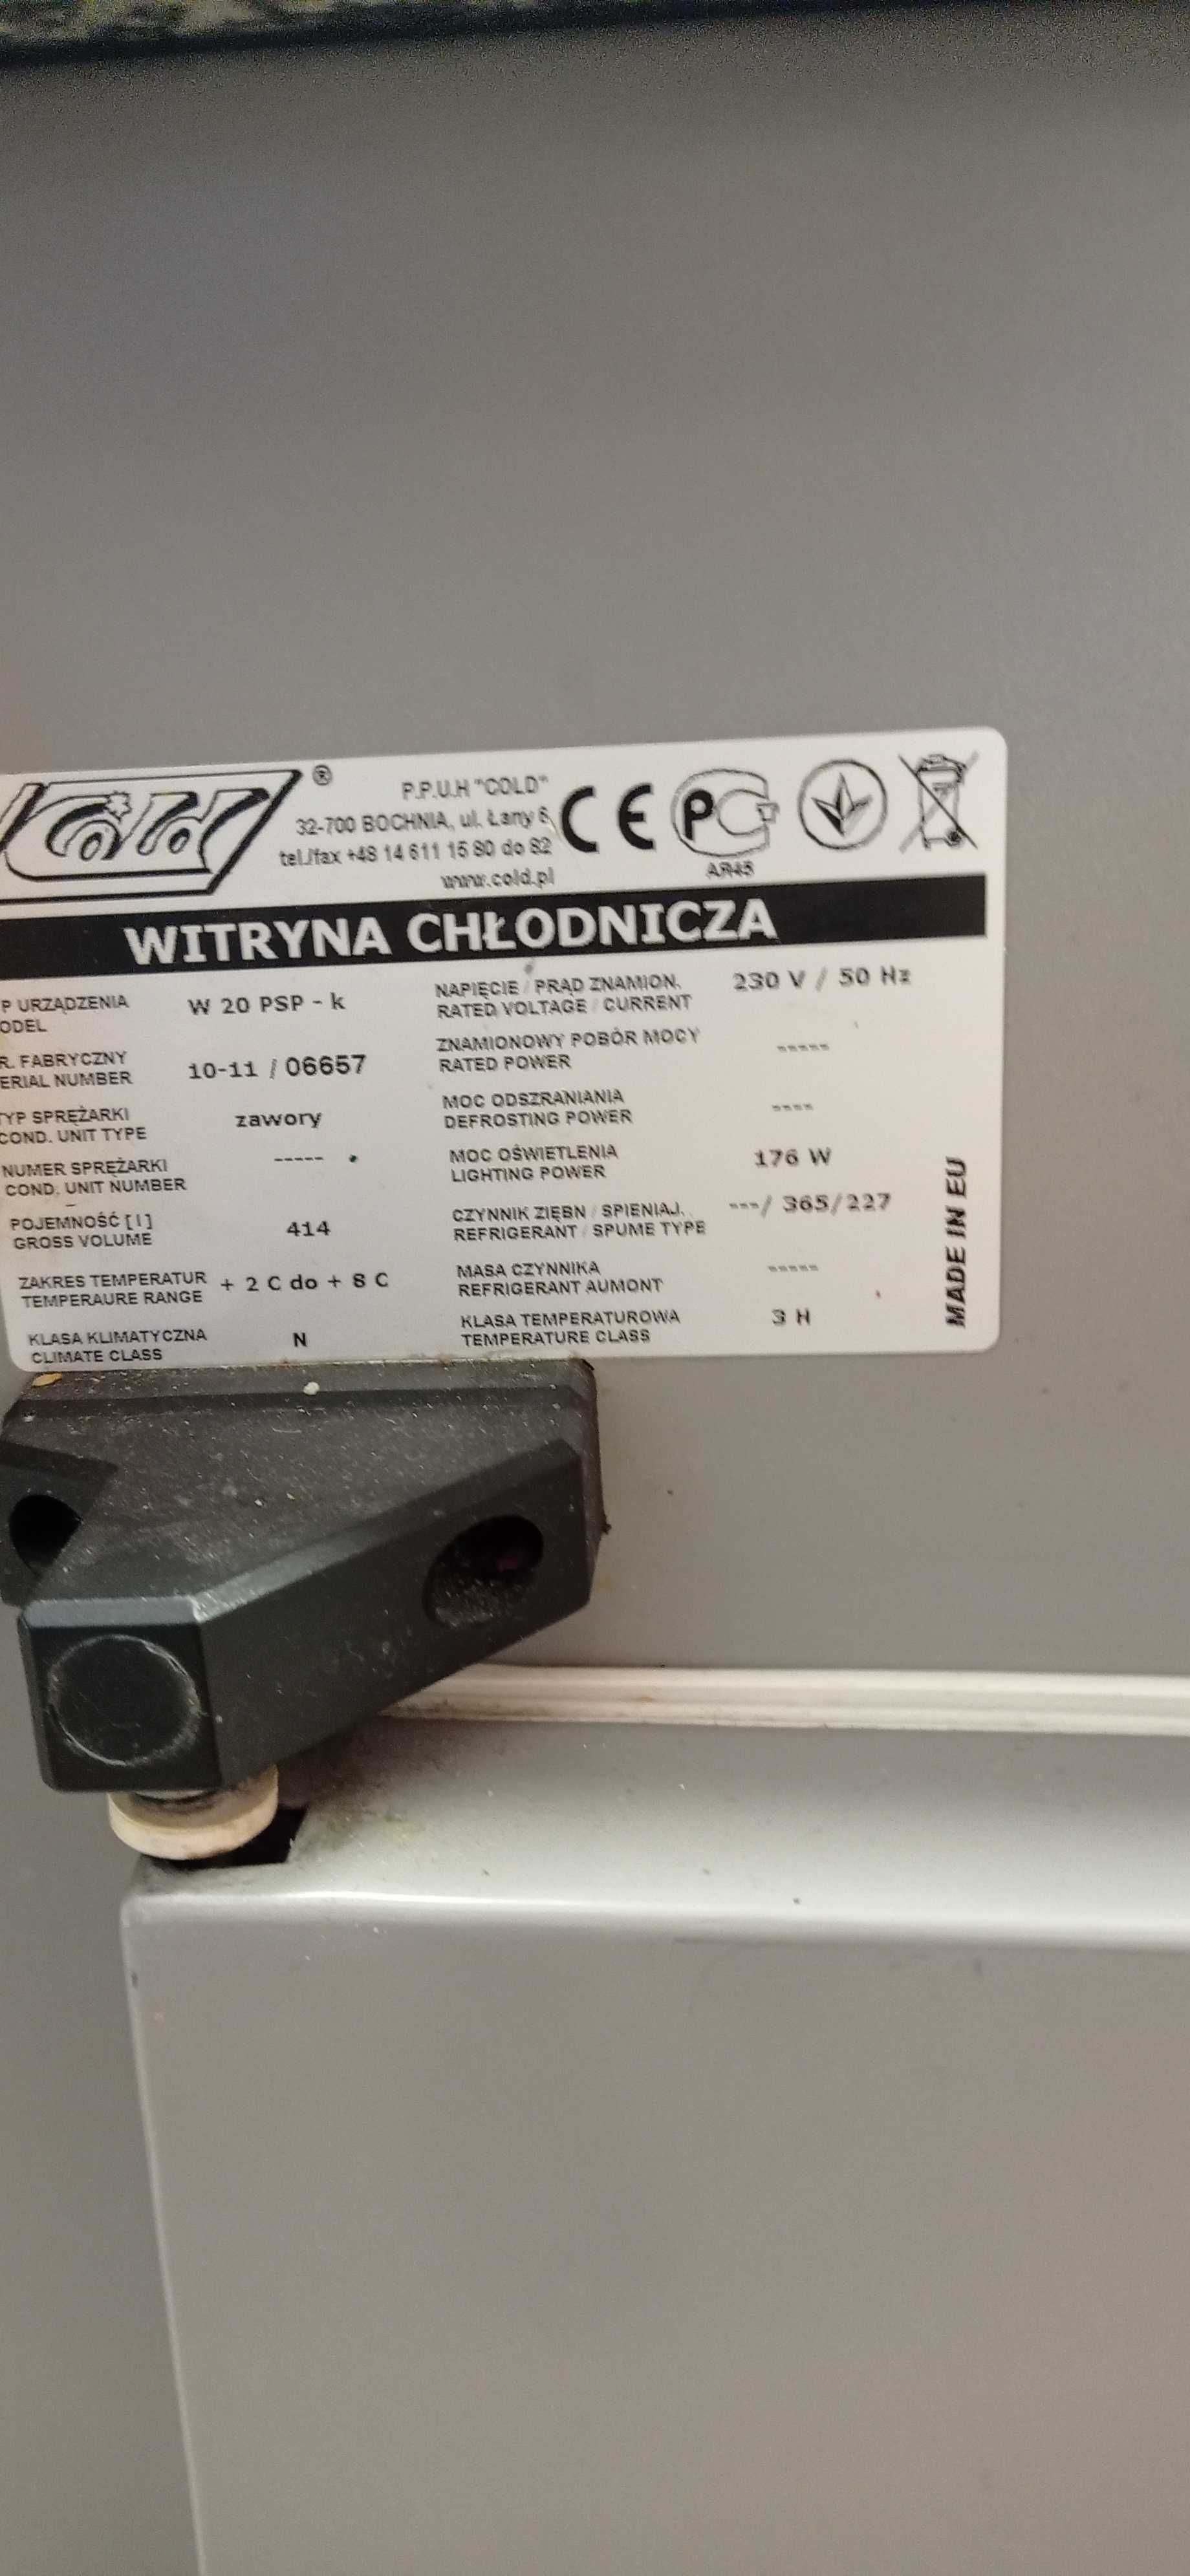 Cold ®
P.P.U.H "COLD"
32-700 BOCHNIA, ul. Łany 6
tel./fax +48 14 611 15 80 do 82
www.cold.pl
CE
PC
AЯ45
WITRYNA CHŁODNICZA
P URZĄDZENIA
ODEL
W 20 PSP - k
R. FABRYCZNY
ERIAL NUMBER
10-11 / 06657
TYP SPRĘŻARKI
COND. UNIT TYPE
zawory
NUMER SPRĘŻARKI
COND. UNIT NUMBER
-----
POJEMNOŚĆ [ l ]
GROSS VOLUME
414
ZAKRES TEMPERATUR
TEMPERAURE RANGE
+ 2 C do + 8 C
KLASA KLIMATYCZNA
CLIMATE CLASS
N
NAPIĘCIE / PRĄD ZNAMION.
RATED VOLTAGE / CURRENT
230 V / 50 Hz
ZNAMIONOWY POBÓR MOCY
RATED POWER
-----
MOC ODSZRANIANIA
DEFROSTING POWER
----
MOC OŚWIETLENIA
LIGHTING POWER
176 W
CZYNNIK ZIĘBN / SPIENIAJ.
REFRIGERANT / SPUME TYPE
---/ 365/227
MASA CZYNNIKA
REFRIGERANT AUMONT
-----
KLASA TEMPERATUROWA
TEMPERATURE CLASS
3 H
MADE IN EU